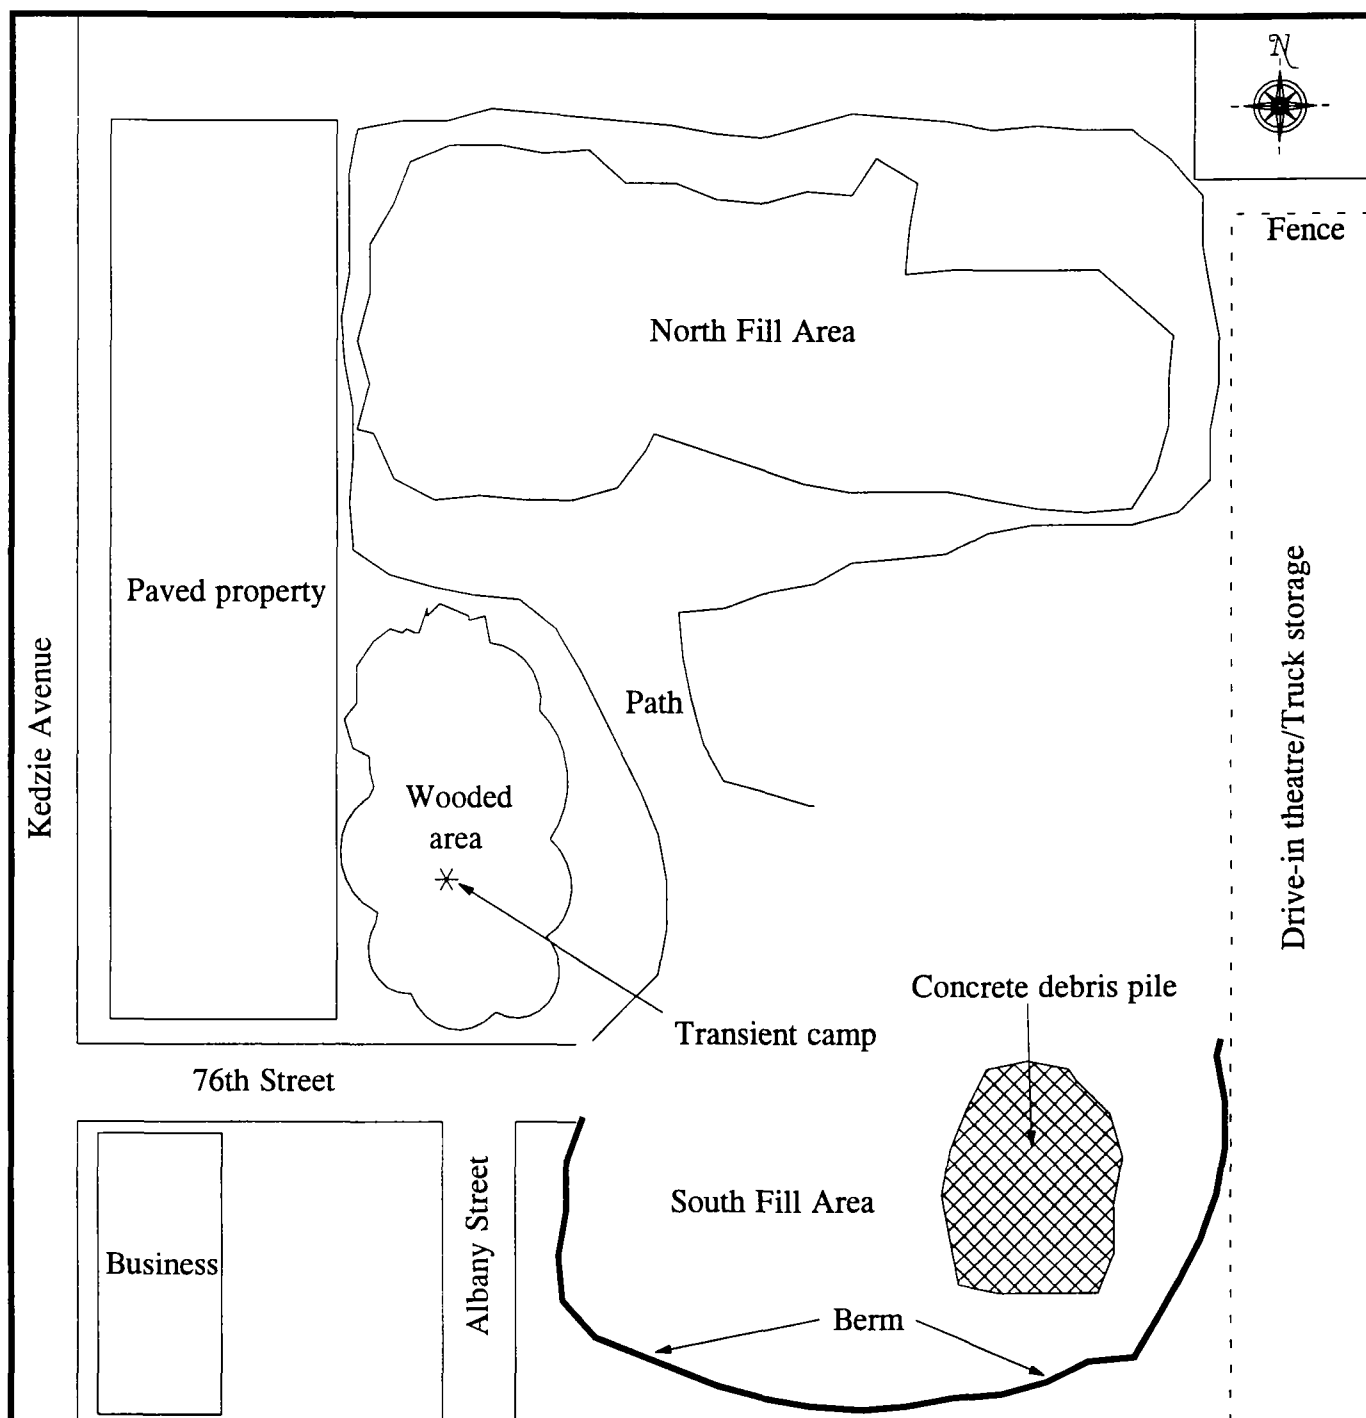 N
Fence
North Fill Area
Paved property
Kedzie Avenue
Path
Drive-in theatre/Truck storage
Wooded
area
Concrete debris pile
Transient camp
76th Street
South Fill Area
Albany Street
Business
Berm